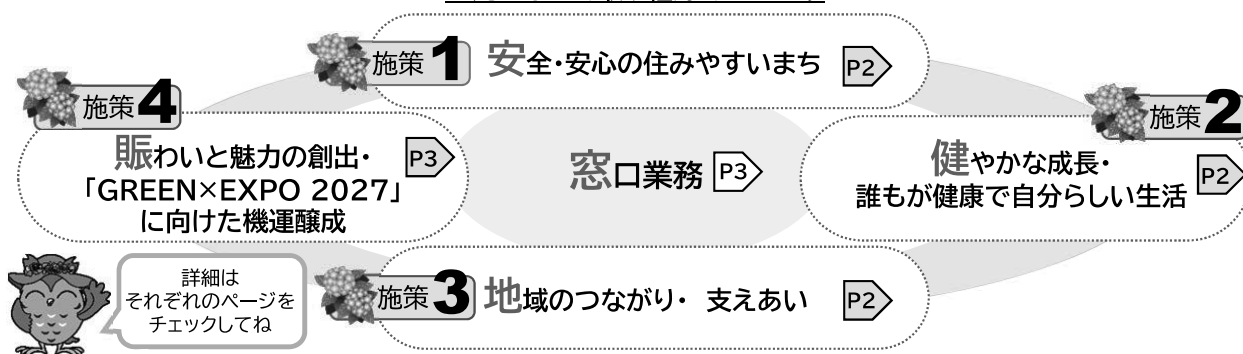 施策1 安全・安心の住みやすいまち P2
施策4
賑わいと魅力の創出・ P3
「GREEN×EXPO 2027」
に向けた機運醸成
窓口業務 P3
施策2
健やかな成長・
誰もが健康で自分らしい生活 P2
施策3 地域のつながり・ 支えあい P2
詳細は
それぞれのページを
チェックしてね